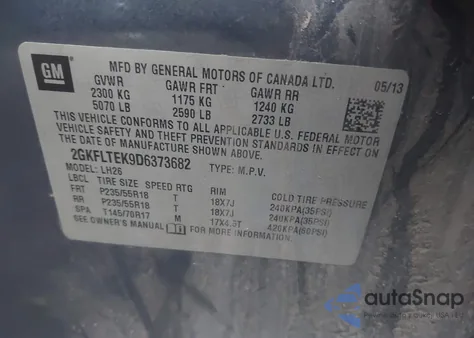 GM
MFD BY GENERAL MOTORS OF CANADA LTD.
05/13
GVWR GAWR FRT GAWR RR
2300 KG 1175 KG 1240 KG
5070 LB 2590 LB 2733 LB
THIS VEHICLE CONFORMS TO ALL APPLICABLE U.S. FEDERAL MOTOR
VEHICLE SAFETY, BUMPER, AND THEFT PREVENTION STANDARDS IN EFFECT ON
THE DATE OF MANUFACTURE SHOWN ABOVE.
2GKFLTEK9D6373682 TYPE: M.P.V.
MODEL: LH26
LBCL TIRE SIZE SPEED RTG RIM COLD TIRE PRESSURE
FRT P235/55R18 T 18X7J 240KPA(35PSI)
RR P235/55R18 T 18X7J 240KPA(35PSI)
SPA T145/70R17 M 17X4.5T 420KPA(60PSI)
SEE OWNER'S MANUAL FOR MORE INFORMATION.
autoSnap